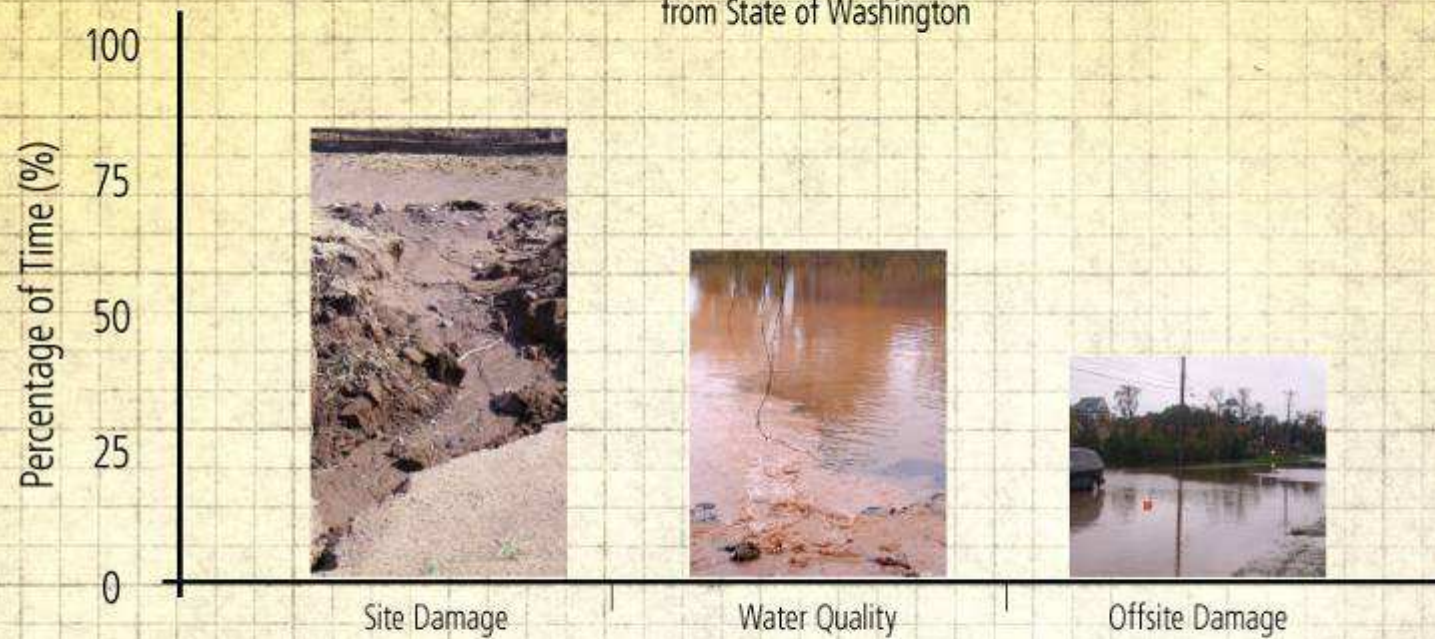 from State of Washington
100
75
50
25
0
Percentage of Time (%)
Site Damage
Water Quality
Offsite Damage